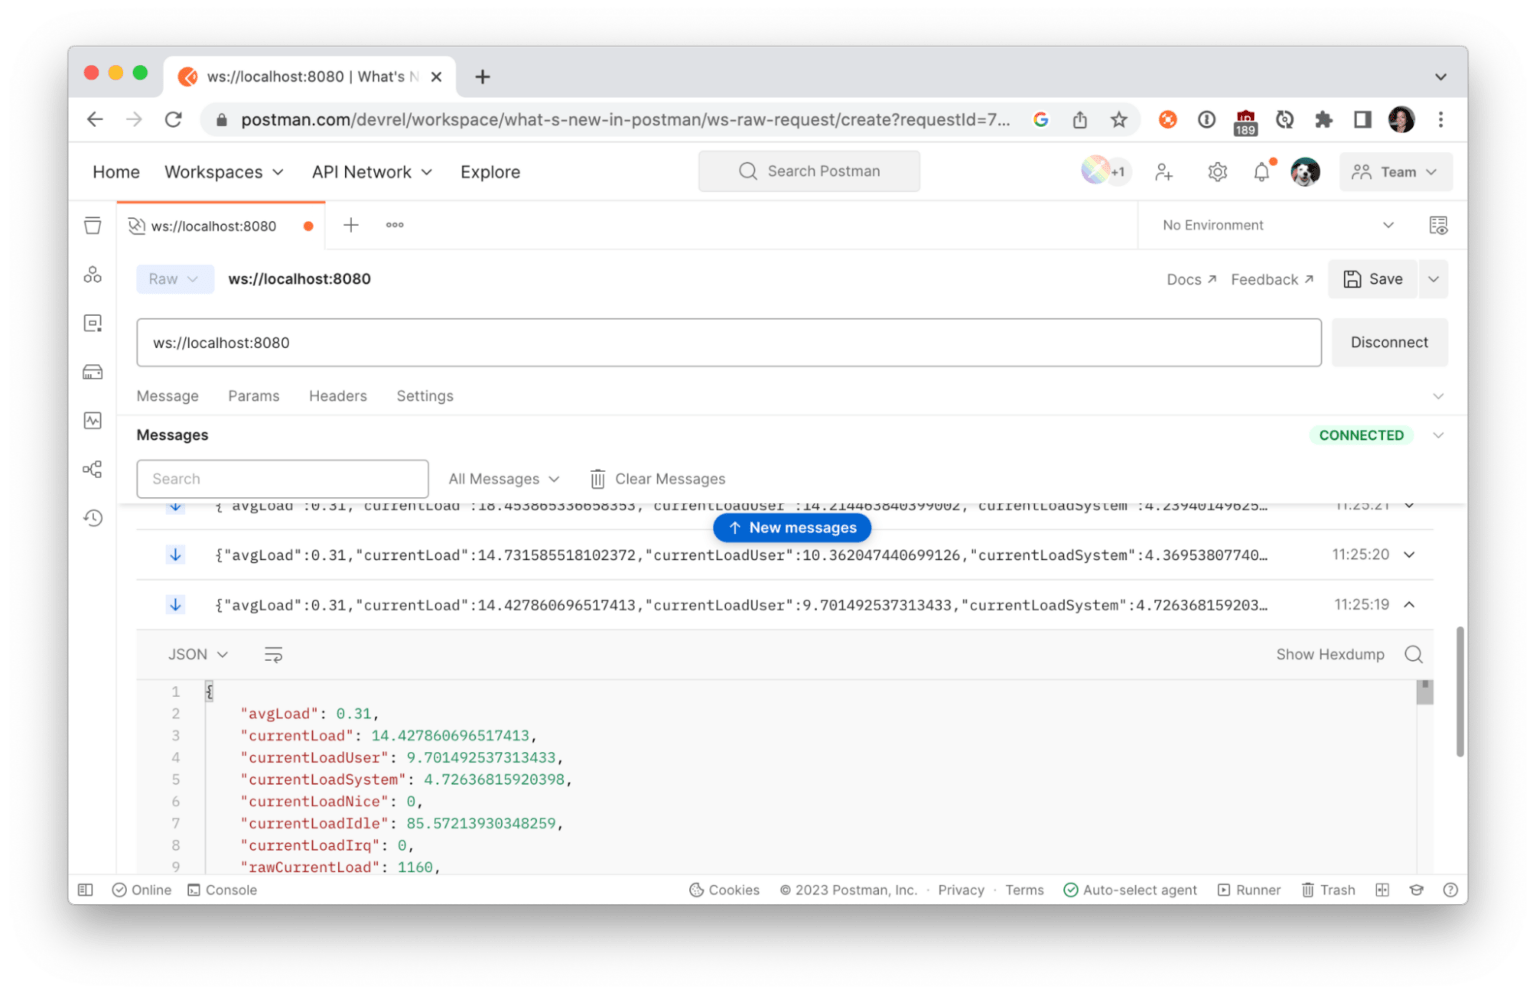 ws://localhost:8080 | What's N
postman.com/devrel/workspace/what-s-new-in-postman/ws-raw-request/create?requestId=7...
189
Home Workspaces API Network Explore Search Postman +1 Team
ws://localhost:8080 No Environment
Raw ws://localhost:8080 Docs Feedback Save
ws://localhost:8080 Disconnect
Message Params Headers Settings
Messages CONNECTED
Search All Messages Clear Messages
{"avgLoad":0.31,"currentLoad":18.453865336658353,"currentLoadUser":14.214463840399002,"currentLoadSystem":4.23940149625… 11:25:21
New messages
{"avgLoad":0.31,"currentLoad":14.731585518102372,"currentLoadUser":10.362047440699126,"currentLoadSystem":4.36953807740… 11:25:20
{"avgLoad":0.31,"currentLoad":14.427860696517413,"currentLoadUser":9.701492537313433,"currentLoadSystem":4.726368159203… 11:25:19
JSON Show Hexdump
1 {
2 "avgLoad": 0.31,
3 "currentLoad": 14.427860696517413,
4 "currentLoadUser": 9.701492537313433,
5 "currentLoadSystem": 4.72636815920398,
6 "currentLoadNice": 0,
7 "currentLoadIdle": 85.57213930348259,
8 "currentLoadIrq": 0,
9 "rawCurrentLoad": 1160,
Online Console Cookies © 2023 Postman, Inc. · Privacy · Terms Auto-select agent Runner Trash